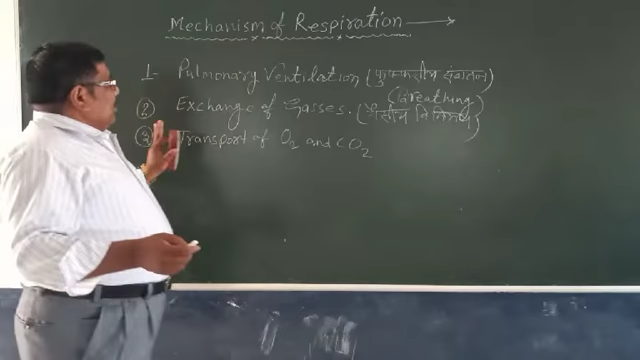 Mechanism of Respiration
1- Pulmonary Ventilation (फुफ्फुसीय संवातन)
(Breathing)
② Exchange of Gasses. (गैसीय विनिमय)
③ Transport of O₂ and CO₂